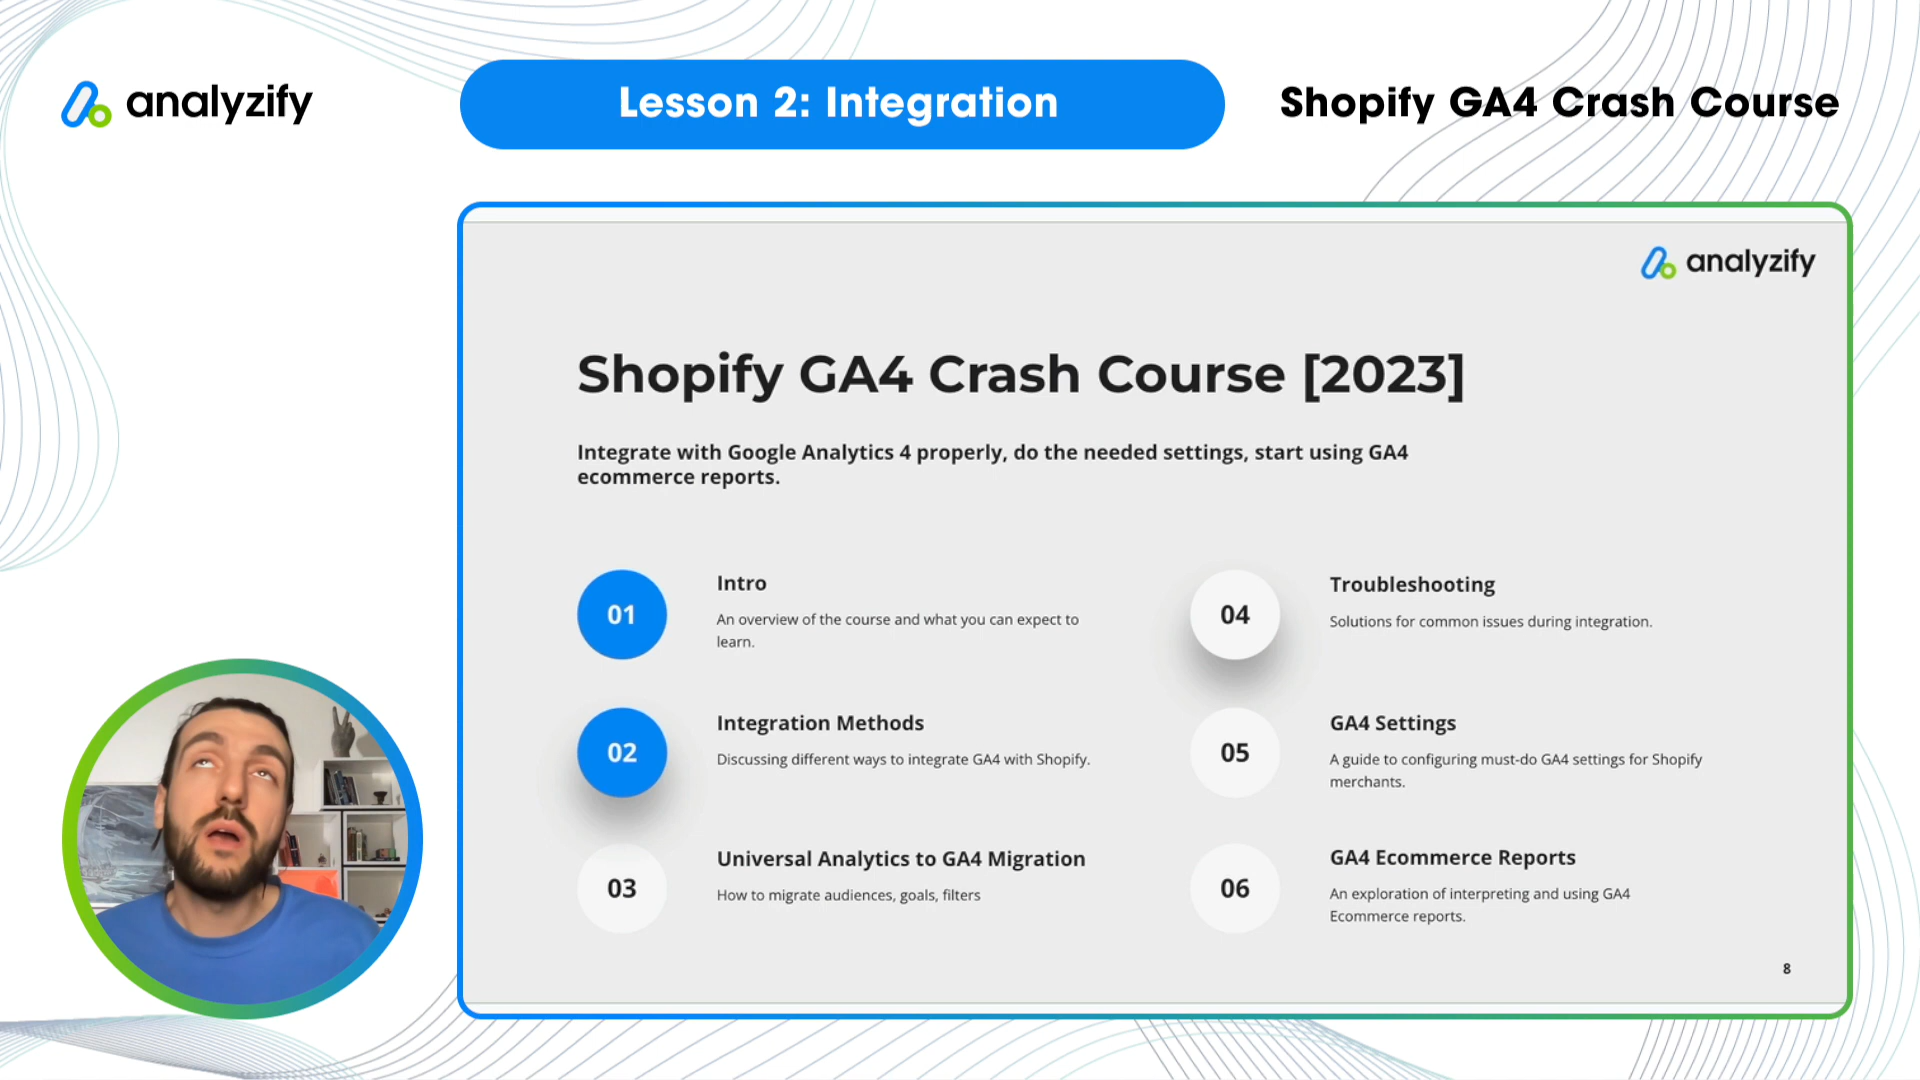 analyzify
Lesson 2: Integration
Shopify GA4 Crash Course
analyzify
Shopify GA4 Crash Course [2023]
Integrate with Google Analytics 4 properly, do the needed settings, start using GA4
ecommerce reports.
01
Intro
An overview of the course and what you can expect to
learn.
02
Integration Methods
Discussing different ways to integrate GA4 with Shopify.
03
Universal Analytics to GA4 Migration
How to migrate audiences, goals, filters
04
Troubleshooting
Solutions for common issues during integration.
05
GA4 Settings
A guide to configuring must-do GA4 settings for Shopify
merchants.
06
GA4 Ecommerce Reports
An exploration of interpreting and using GA4
Ecommerce reports.
8